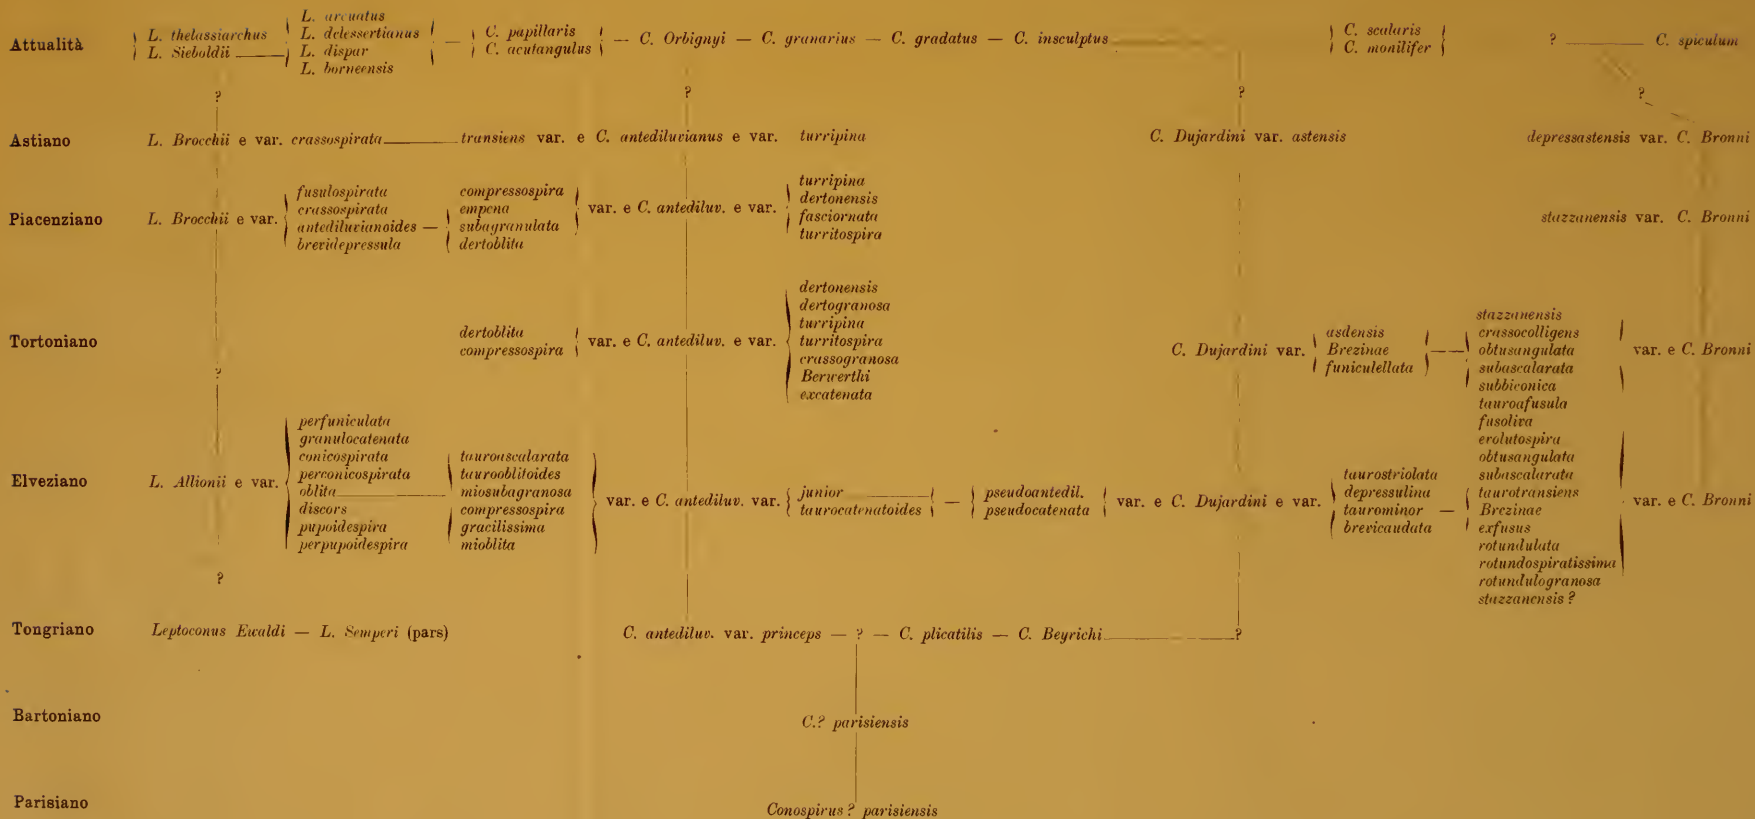 Attualità
L. thelassiarchus
L. Sieboldii
L. arcuatus
L. delessertianus
L. dispar
L. borneensis
— C. papillaris
C. acutangulus
— C. Orbignyi — C. granarius — C. gradatus — C. insculptus
C. scalaris
C. monilifer
? — C. spiculum
? ? ? ?
Astiano
L. Brocchii e var. crassospirata — transiens var. e C. antediluvianus e var. turripina
C. Dujardini var. astensis
depressastensis var. C. Bronni
Piacenziano
L. Brocchii e var.
fusulospirata
crassospirata
antediluvianoides —
brevidepressula
compressospira
empena
subagranulata
dertoblita
var. e C. antediluv. e var.
turripina
dertonensis
fasciornata
turritospira
stazzanensis var. C. Bronni
Tortoniano
?
dertoblita
compressospira
var. e C. antediluv. e var.
dertonensis
dertogranosa
turripina
turritospira
crassogranosa
Berwerthi
excatenata
C. Dujardini var.
asdensis
Brezinae
funiculellata
—
stazzanensis
crassocolligens
obtusangulata
subascalarata
subbiconica
var. e C. Bronni
Elveziano
L. Allionii e var.
perfuniculata
granulocatenata
conicospirata
perconicospirata
oblita —
discors
pupoidespira
perpupoidespira
tauroascalarata
taurooblitoides
miosubagranosa
compressospira
gracilissima
mioblita
var. e C. antediluv. var.
junior —
taurocatenatoides
—
pseudoantedil.
pseudocatenata
var. e C. Dujardini e var.
taurostriolata
depressulina
taurominor —
brevicaudata
tauroafusula
fusoliva
erolutospira
obtusangulata
subascalarata
taurotransiens
Brezinae
exfusus
rotundulata
rotundospiratissima
rotundulogranosa
stazzanensis ?
var. e C. Bronni
?
Tongriano
Leptoconus Ewaldi — L. Semperi (pars)
C. antediluv. var. princeps — ? — C. plicatilis — C. Beyrichi — ?
Bartoniano
C.? parisiensis
Parisiano
Conospirus ? parisiensis